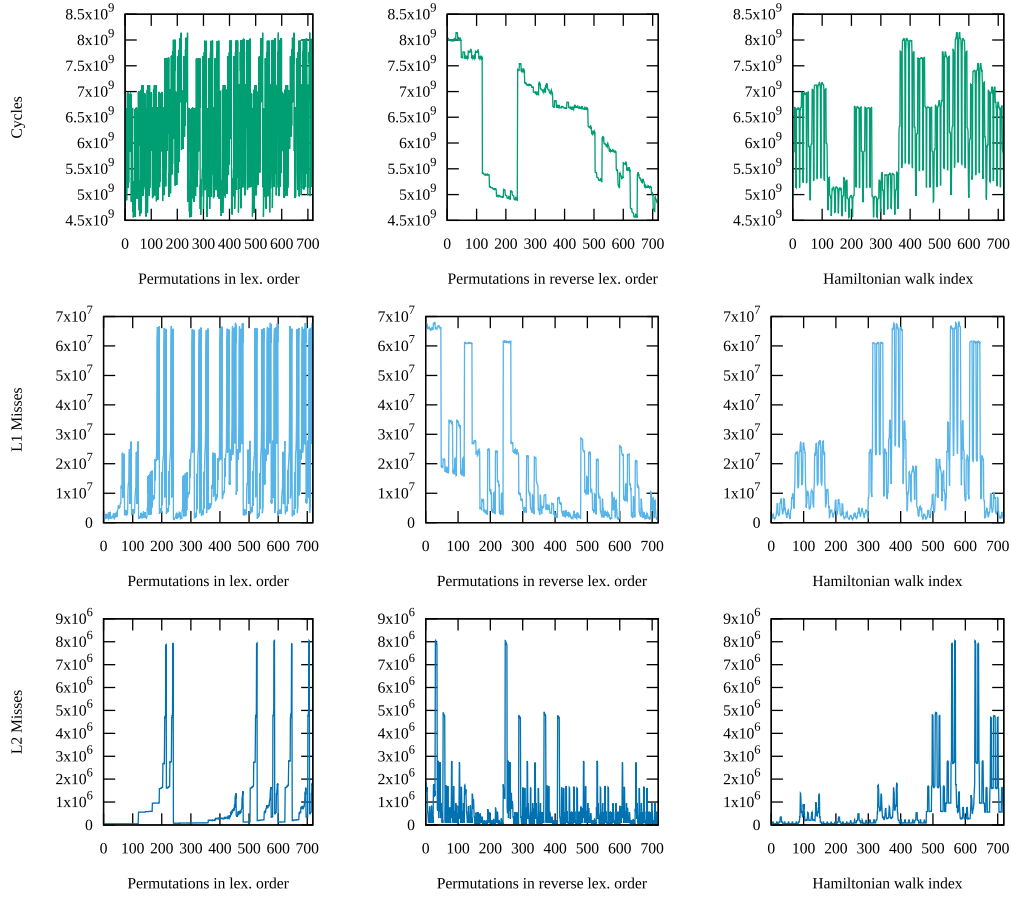 Cycles
8.5x10^9
8x10^9
7.5x10^9
7x10^9
6.5x10^9
6x10^9
5.5x10^9
5x10^9
4.5x10^9
0 100 200 300 400 500 600 700
Permutations in lex. order
8.5x10^9
8x10^9
7.5x10^9
7x10^9
6.5x10^9
6x10^9
5.5x10^9
5x10^9
4.5x10^9
0 100 200 300 400 500 600 700
Permutations in reverse lex. order
8.5x10^9
8x10^9
7.5x10^9
7x10^9
6.5x10^9
6x10^9
5.5x10^9
5x10^9
4.5x10^9
0 100 200 300 400 500 600 700
Hamiltonian walk index
L1 Misses
7x10^7
6x10^7
5x10^7
4x10^7
3x10^7
2x10^7
1x10^7
0
0 100 200 300 400 500 600 700
Permutations in lex. order
7x10^7
6x10^7
5x10^7
4x10^7
3x10^7
2x10^7
1x10^7
0
0 100 200 300 400 500 600 700
Permutations in reverse lex. order
7x10^7
6x10^7
5x10^7
4x10^7
3x10^7
2x10^7
1x10^7
0
0 100 200 300 400 500 600 700
Hamiltonian walk index
L2 Misses
9x10^6
8x10^6
7x10^6
6x10^6
5x10^6
4x10^6
3x10^6
2x10^6
1x10^6
0
0 100 200 300 400 500 600 700
Permutations in lex. order
9x10^6
8x10^6
7x10^6
6x10^6
5x10^6
4x10^6
3x10^6
2x10^6
1x10^6
0
0 100 200 300 400 500 600 700
Permutations in reverse lex. order
9x10^6
8x10^6
7x10^6
6x10^6
5x10^6
4x10^6
3x10^6
2x10^6
1x10^6
0
0 100 200 300 400 500 600 700
Hamiltonian walk index